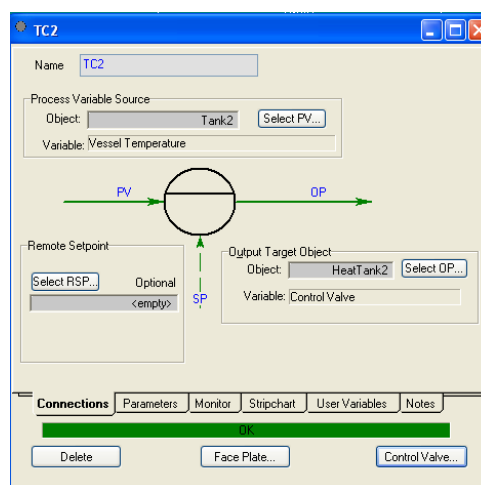 TC2
Name TC2
Process Variable Source
Object: Tank2 Select PV...
Variable: Vessel Temperature
PV OP
Remote Setpoint
Output Target Object
Object: HeatTank2 Select OP...
Select RSP... Optional
<empty>
SP
Variable: Control Valve
Connections Parameters Monitor Stripchart User Variables Notes
OK
Delete Face Plate... Control Valve...